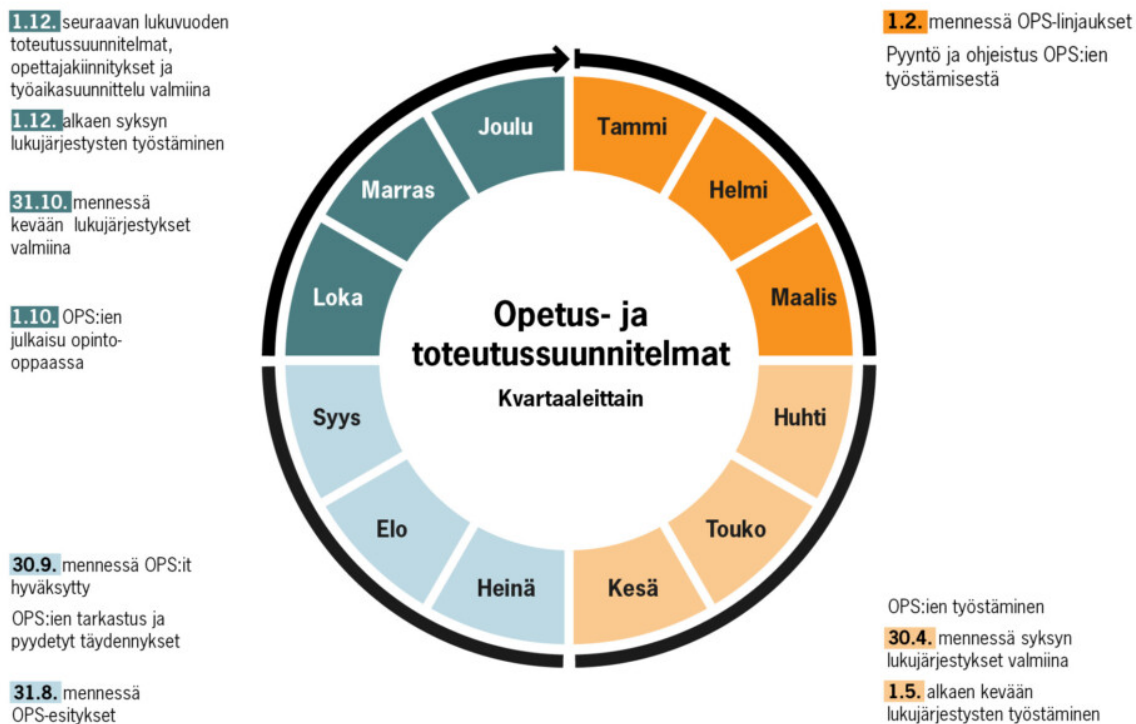 1.12. seuraavan lukuvuoden
toteutussuunnitelmat,
opettajakiinnitykset ja
työaikasuunnittelu valmiina
1.12. alkaen syksyn
lukujärjestysten työstäminen
31.10. mennessä
kevään lukujärjestykset
valmiina
1.10. OPS:ien
julkaisu opinto-
oppaassa
30.9. mennessä OPS:it
hyväksytty
OPS:ien tarkastus ja
pyydetyt täydennykset
31.8. mennessä
OPS-esitykset
Joulu
Tammi
Marras
Helmi
Loka
Maalis
Opetus- ja
toteutussuunnitelmat
Kvartaaleittain
Syys
Huhti
Elo
Touko
Heinä
Kesä
1.2. mennessä OPS-linjaukset
Pyyntö ja ohjeistus OPS:ien
työstämisestä
OPS:ien työstäminen
30.4. mennessä syksyn
lukujärjestykset valmiina
1.5. alkaen kevään
lukujärjestysten työstäminen